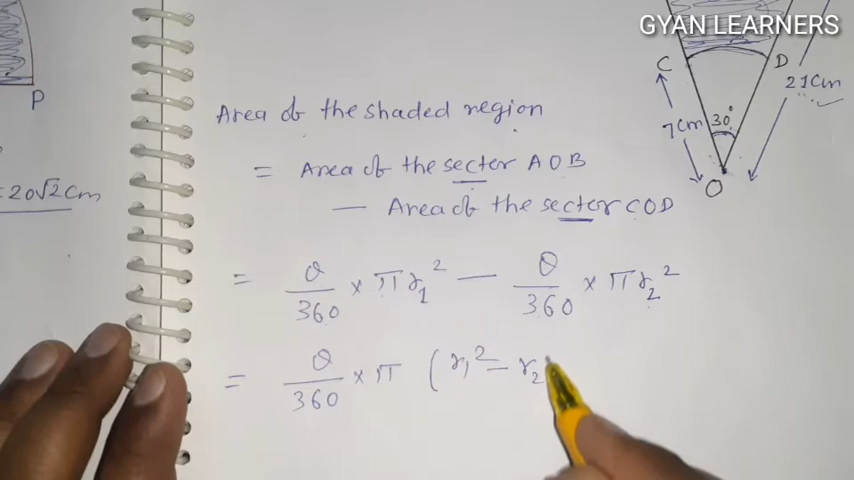 GYAN LEARNERS
C
D
21cm
7cm
30°
O
P
=20√2cm
Area of the shaded region
= Area of the sector AOB
— Area of the sector COD
= θ/360 × πr₁² — θ/360 × πr₂²
= θ/360 × π (r₁² — r₂